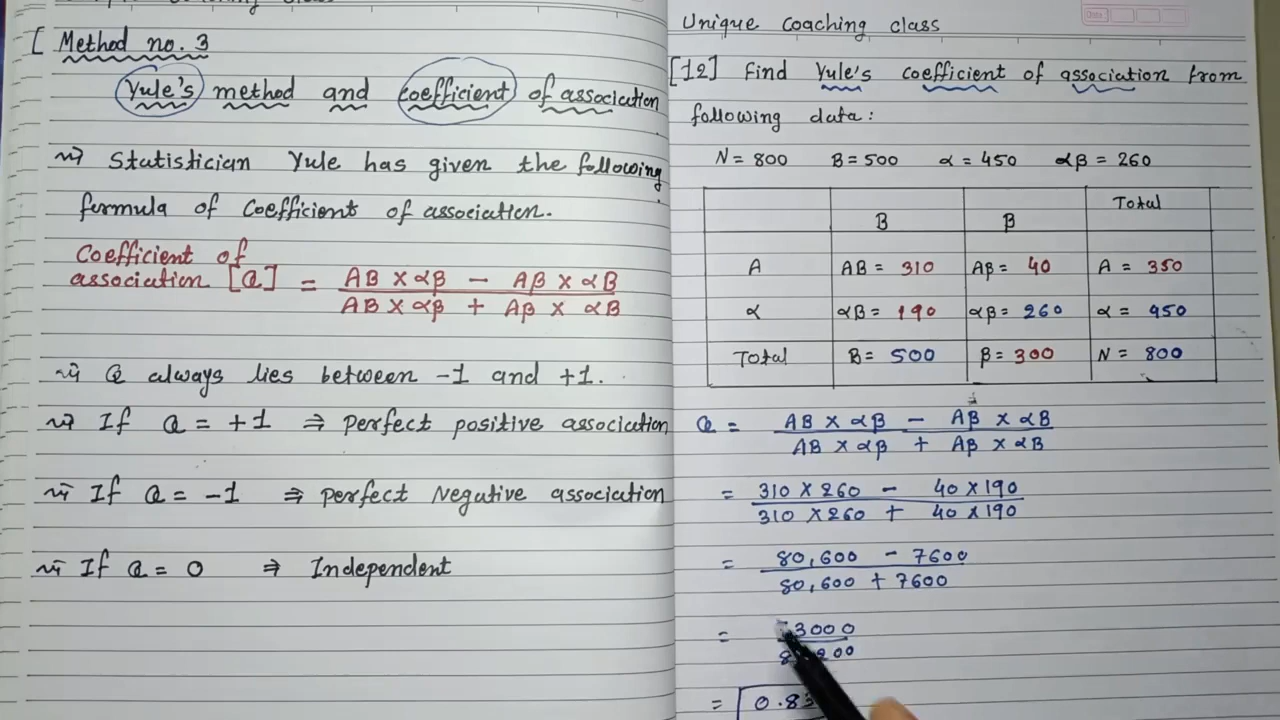 [ Method no. 3
Yule's method and coefficient of association
Statistician Yule has given the following
formula of coefficient of association.
Coefficient of
association [Q] = AB × αβ − Aβ × αB
AB × αβ + Aβ × αB
Q always lies between -1 and +1.
If Q = +1 ⇒ perfect positive association
If Q = -1 ⇒ perfect Negative association
If Q = 0 ⇒ Independent
Unique coaching class
[12] Find Yule's coefficient of association from
following data:
N = 800 B = 500 α = 450 αβ = 260
B β Total
A AB = 310 Aβ = 40 A = 350
α αB = 190 αβ = 260 α = 450
Total B = 500 β = 300 N = 800
Q = AB × αβ − Aβ × αB
AB × αβ + Aβ × αB
= 310 × 260 − 40 × 190
310 × 260 + 40 × 190
= 80,600 − 7600
80,600 + 7600
= 3000
200
= 0.83